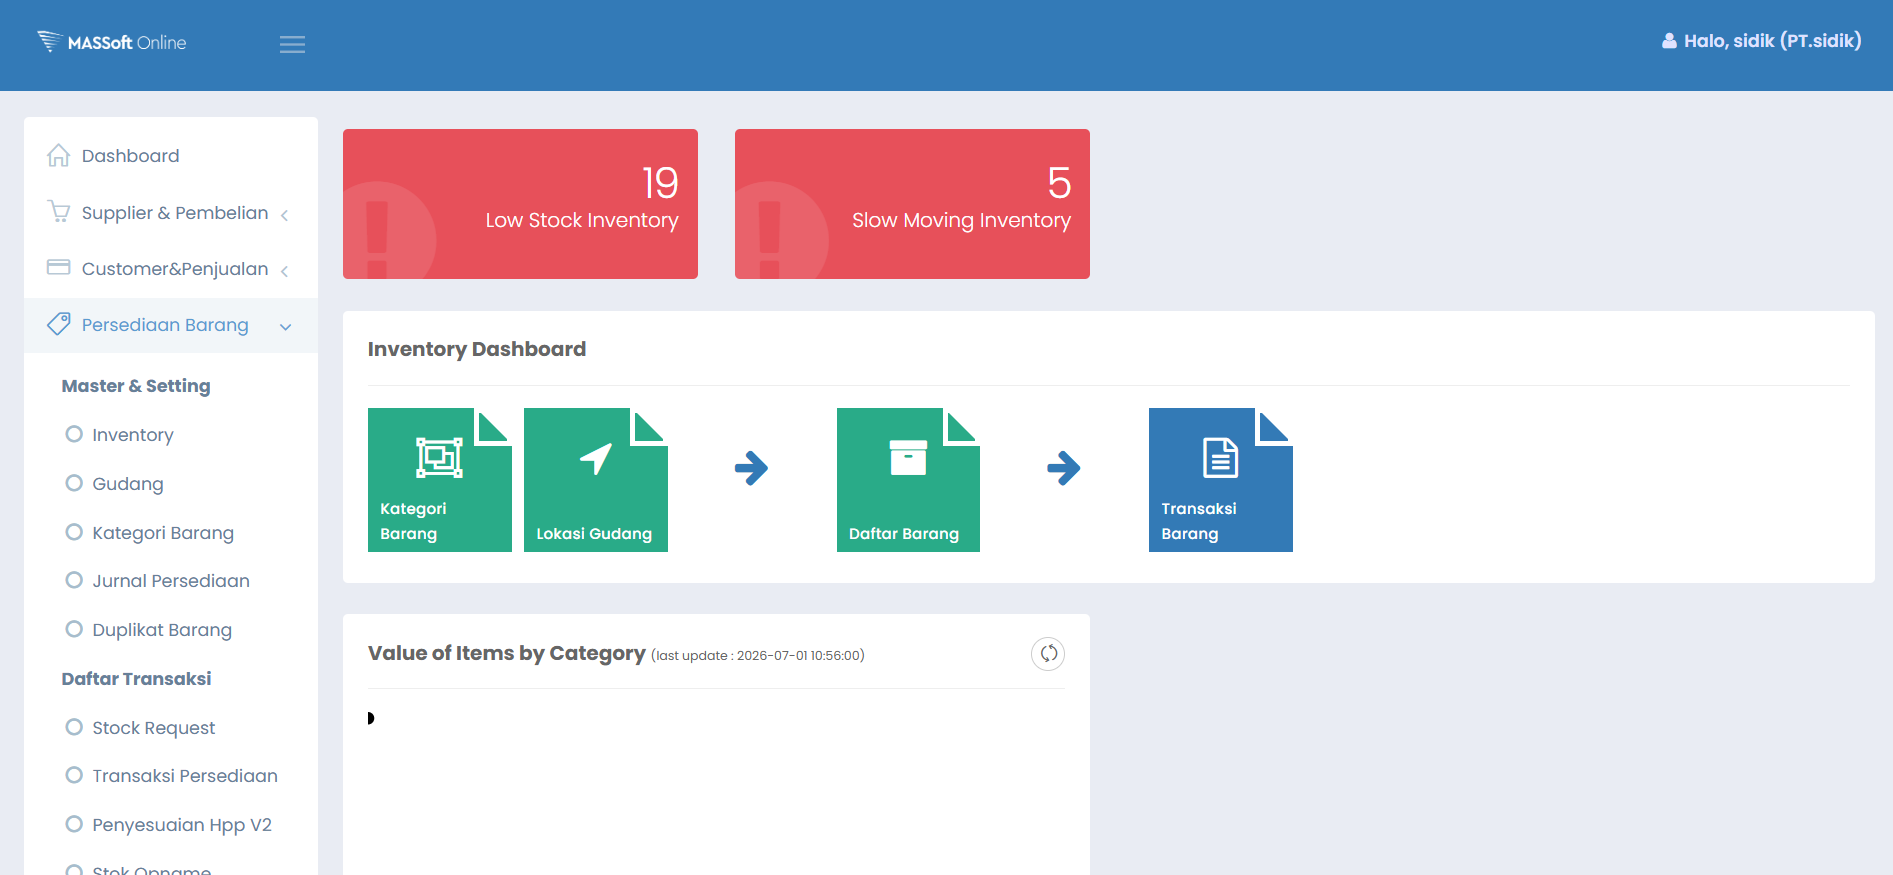 MASSoft Online
Halo, sidik (PT.sidik)
Dashboard
Supplier & Pembelian
Customer&Penjualan
Persediaan Barang
Master & Setting
Inventory
Gudang
Kategori Barang
Jurnal Persediaan
Duplikat Barang
Daftar Transaksi
Stock Request
Transaksi Persediaan
Penyesuaian Hpp V2
Stok Opname
19
Low Stock Inventory
5
Slow Moving Inventory
Inventory Dashboard
Kategori
Barang
Lokasi Gudang
Daftar Barang
Transaksi
Barang
Value of Items by Category (last update : 2026-07-01 10:56:00)